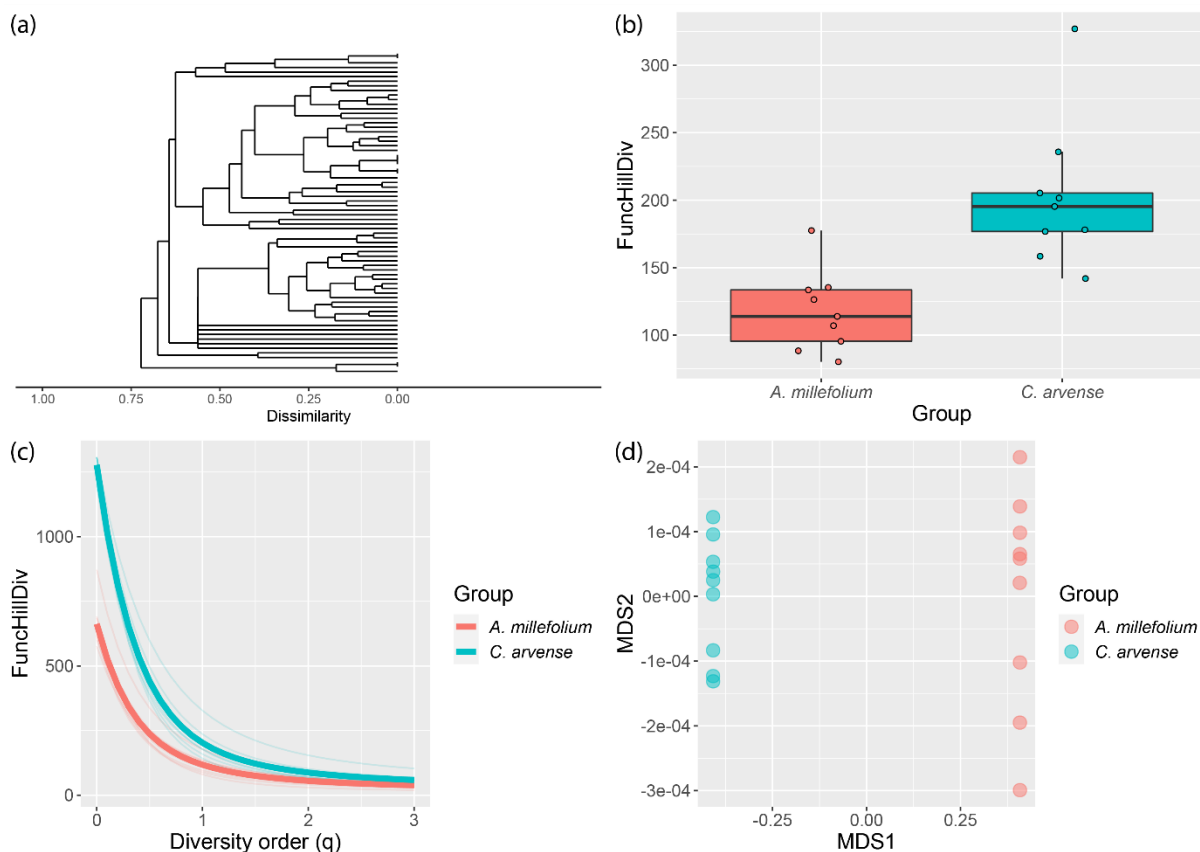 (a)
1.00 0.75 0.50 0.25 0.00
Dissimilarity
(b)
FuncHillDiv
300
250
200
150
100
A. millefolium C. arvense
Group
(c)
FuncHillDiv
1000
500
0
0 1 2 3
Diversity order (q)
Group
A. millefolium
C. arvense
(d)
MDS2
2e-04
1e-04
0e+00
-1e-04
-2e-04
-3e-04
-0.25 0.00 0.25
MDS1
Group
A. millefolium
C. arvense